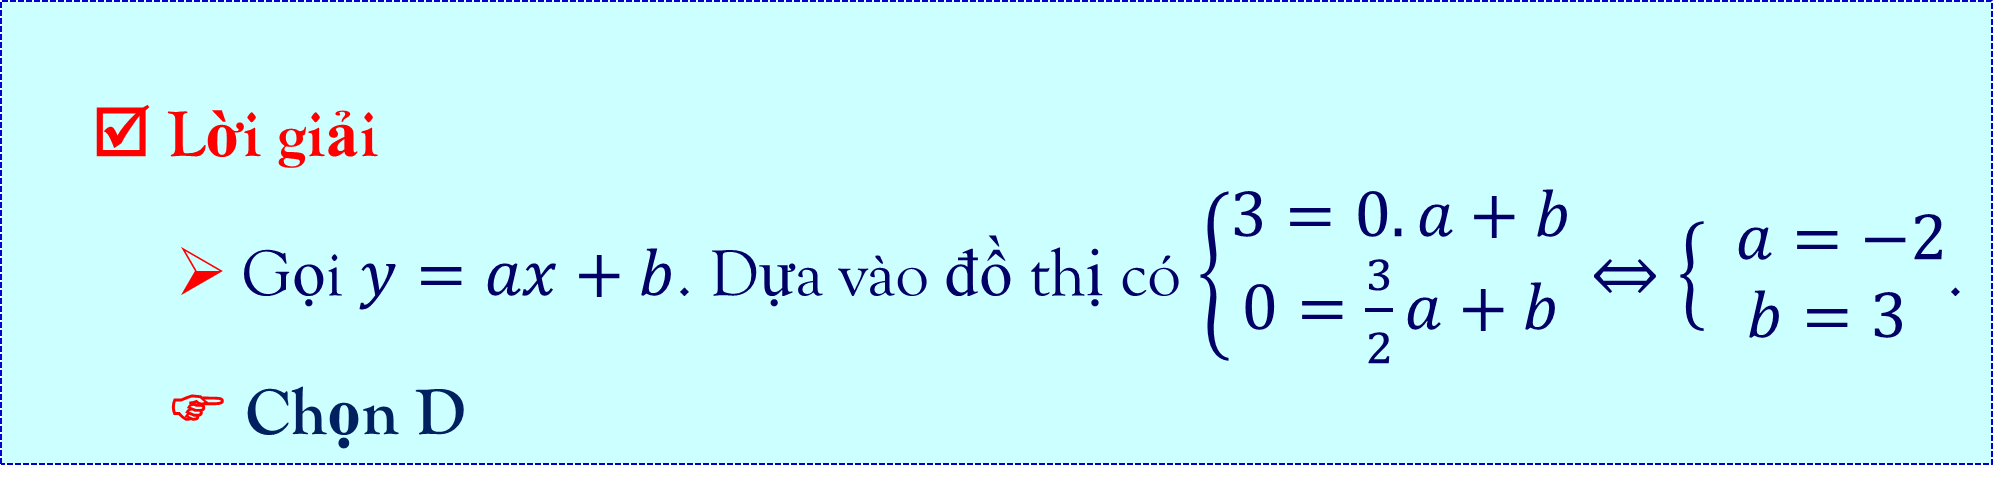 ☑ Lời giải
➢ Gọi y = ax + b. Dựa vào đồ thị có { 3 = 0. a + b ; 0 = 3/2 a + b ⇔ { a = −2 ; b = 3 .
☞ Chọn D